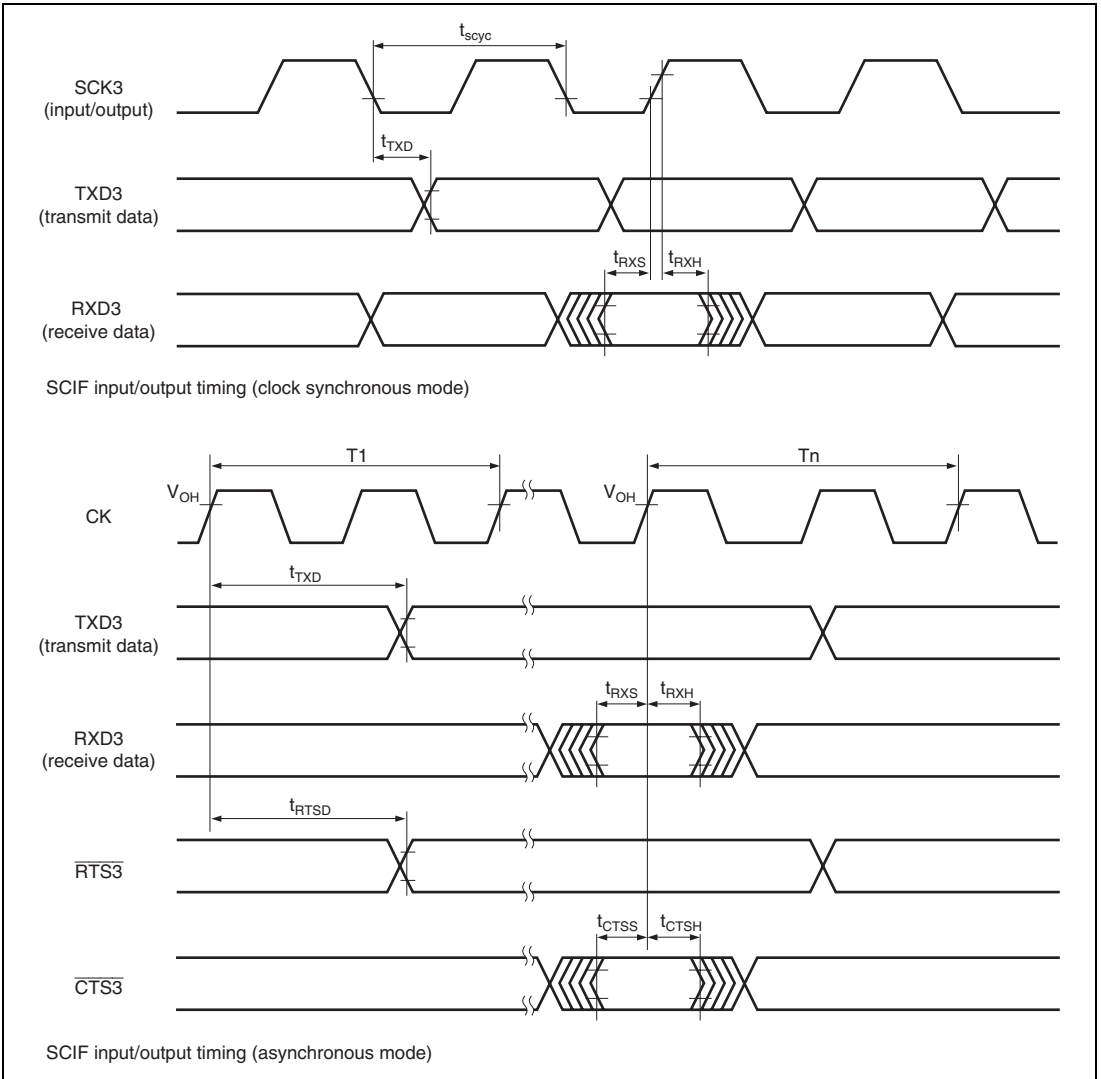 tscyc
SCK3
(input/output)
tTXD
TXD3
(transmit data)
tRXS tRXH
RXD3
(receive data)
SCIF input/output timing (clock synchronous mode)
T1 Tn
VOH VOH
CK
tTXD
TXD3
(transmit data)
tRXS tRXH
RXD3
(receive data)
tRTSD
RTS3
tCTSS tCTSH
CTS3
SCIF input/output timing (asynchronous mode)